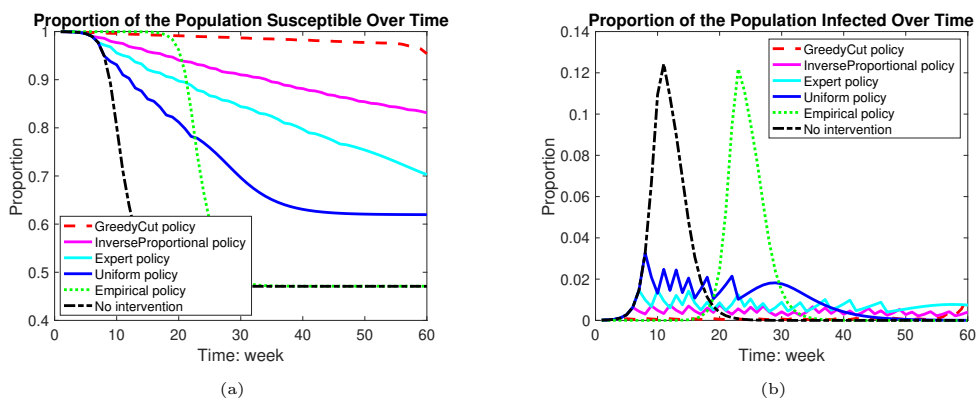 Proportion of the Population Susceptible Over Time
1
0.9
0.8
0.7
0.6
0.5
0.4
Proportion
GreedyCut policy
InverseProportional policy
Expert policy
Uniform policy
Empirical policy
No intervention
10 20 30 40 50 60
Time: week
(a)
Proportion of the Population Infected Over Time
0.14
0.12
0.1
0.08
0.06
0.04
0.02
0
Proportion
GreedyCut policy
InverseProportional policy
Expert policy
Uniform policy
Empirical policy
No intervention
0 10 20 30 40 50 60
Time: week
(b)